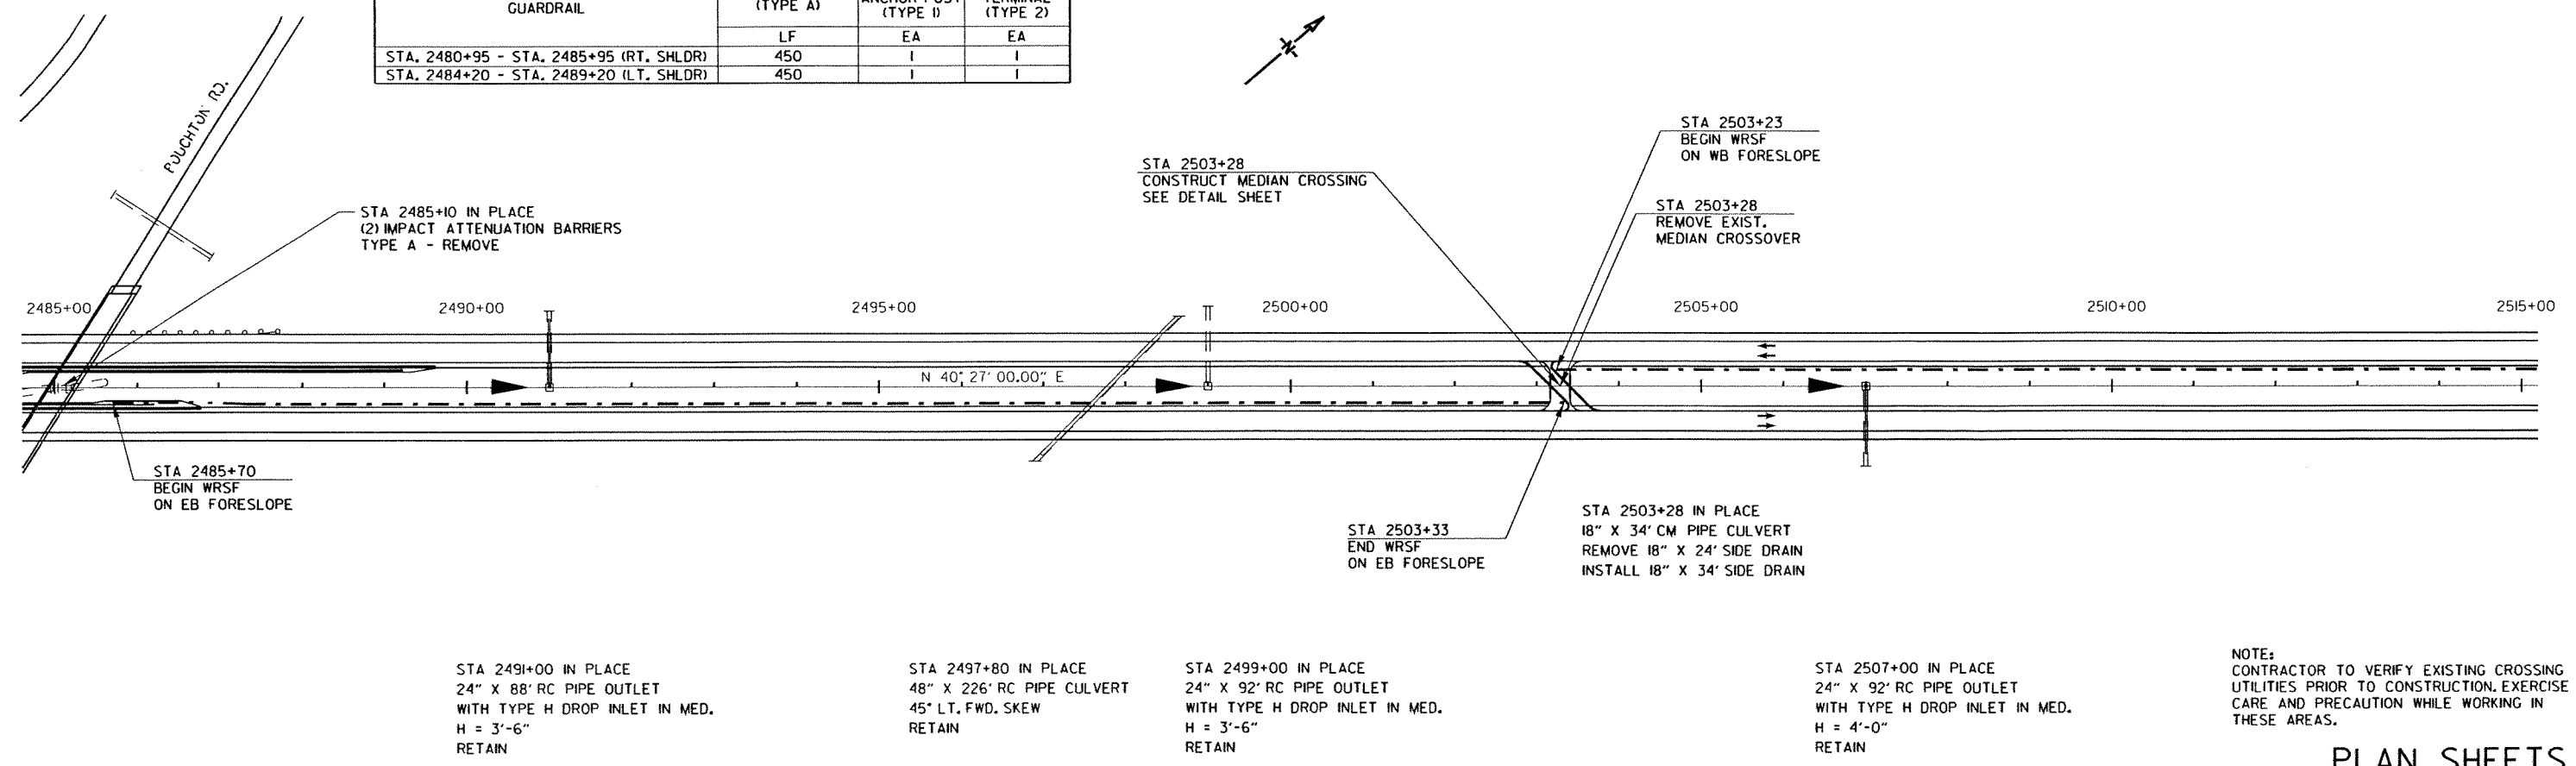 GUARDRAIL
(TYPE A)
(TYPE 1)
(TYPE 2)
LF EA EA
STA. 2480+95 - STA. 2485+95 (RT. SHLDR) 450 1 1
STA. 2484+20 - STA. 2489+20 (LT. SHLDR) 450 1 1
RD.
STA 2485+10 IN PLACE
(2) IMPACT ATTENUATION BARRIERS
TYPE A - REMOVE
STA 2503+28
CONSTRUCT MEDIAN CROSSING
SEE DETAIL SHEET
STA 2503+23
BEGIN WRSF
ON WB FORESLOPE
STA 2503+28
REMOVE EXIST.
MEDIAN CROSSOVER
2485+00 2490+00 2495+00 2500+00 2505+00 2510+00 2515+00
N 40° 27' 00.00" E
STA 2485+70
BEGIN WRSF
ON EB FORESLOPE
STA 2503+33
END WRSF
ON EB FORESLOPE
STA 2503+28 IN PLACE
18" X 34' CM PIPE CULVERT
REMOVE 18" X 24' SIDE DRAIN
INSTALL 18" X 34' SIDE DRAIN
STA 2491+00 IN PLACE
24" X 88' RC PIPE OUTLET
WITH TYPE H DROP INLET IN MED.
H = 3'-6"
RETAIN
STA 2497+80 IN PLACE
48" X 226' RC PIPE CULVERT
45° LT. FWD. SKEW
RETAIN
STA 2499+00 IN PLACE
24" X 92' RC PIPE OUTLET
WITH TYPE H DROP INLET IN MED.
H = 3'-6"
RETAIN
STA 2507+00 IN PLACE
24" X 92' RC PIPE OUTLET
WITH TYPE H DROP INLET IN MED.
H = 4'-0"
RETAIN
NOTE:
CONTRACTOR TO VERIFY EXISTING CROSSING
UTILITIES PRIOR TO CONSTRUCTION. EXERCISE
CARE AND PRECAUTION WHILE WORKING IN
THESE AREAS.
PLAN SHEETS